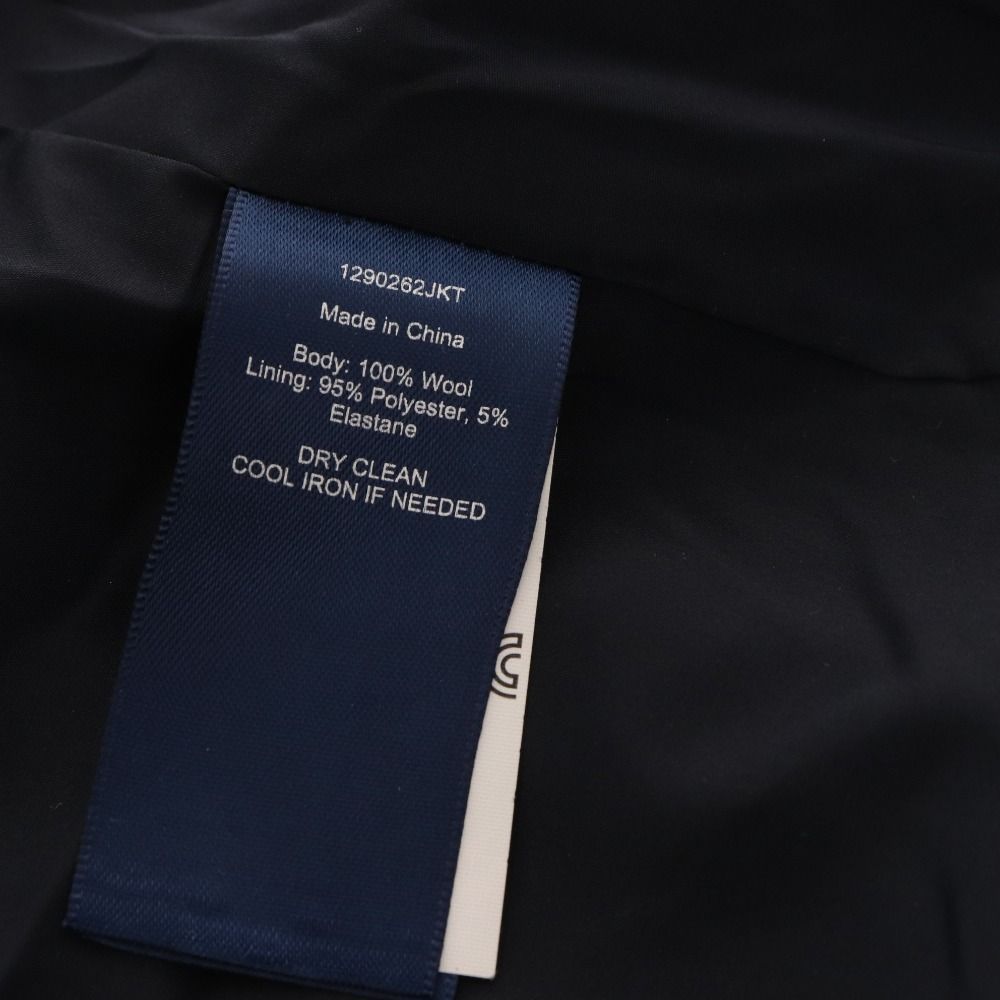 1290262JKT
Made in China
Body: 100% Wool
Lining: 95% Polyester, 5%
Elastane
DRY CLEAN
COOL IRON IF NEEDED